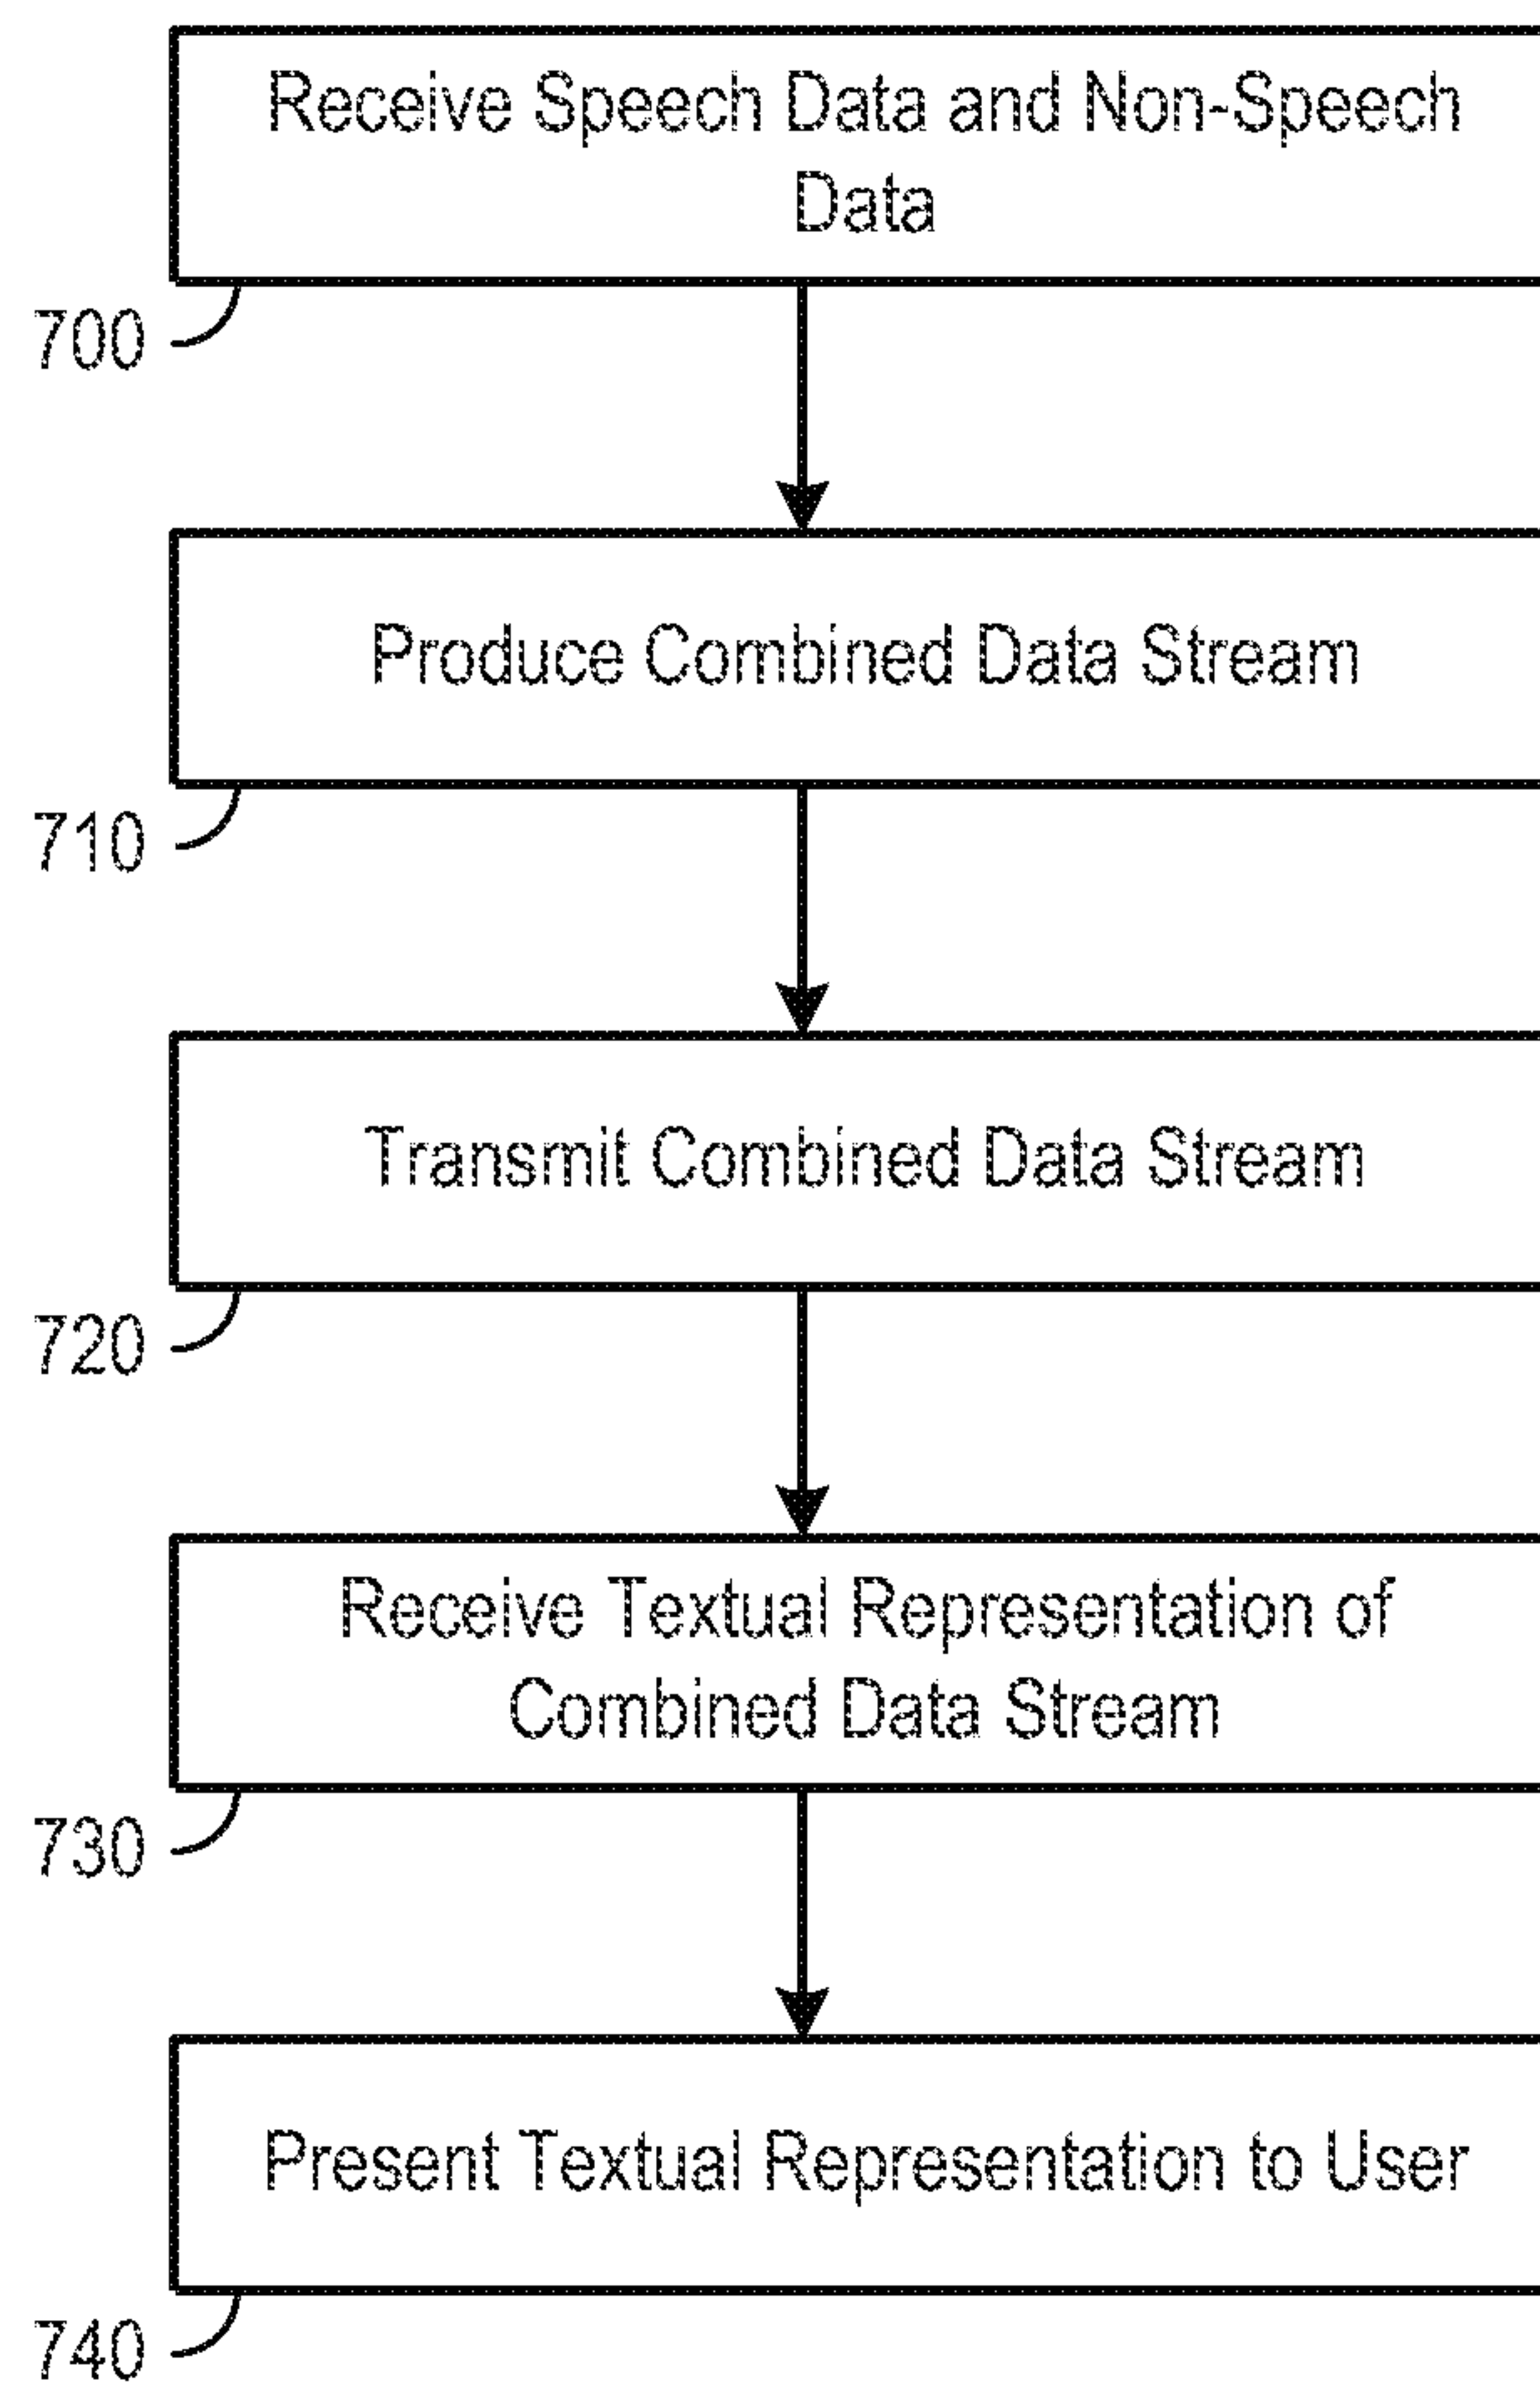 Receive Speech Data and Non-Speech
Data
700
Produce Combined Data Stream
710
Transmit Combined Data Stream
720
Receive Textual Representation of
Combined Data Stream
730
Present Textual Representation to User
740